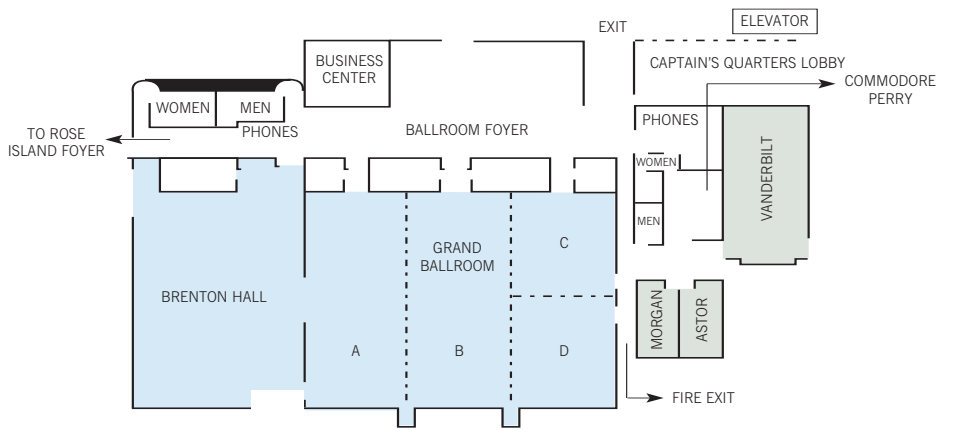 EXIT
ELEVATOR
BUSINESS
CENTER
CAPTAIN'S QUARTERS LOBBY
COMMODORE
PERRY
WOMEN
MEN
PHONES
TO ROSE
ISLAND FOYER
BALLROOM FOYER
PHONES
WOMEN
MEN
VANDERBILT
GRAND
BALLROOM
C
BRENTON HALL
A
B
D
MORGAN
ASTOR
FIRE EXIT